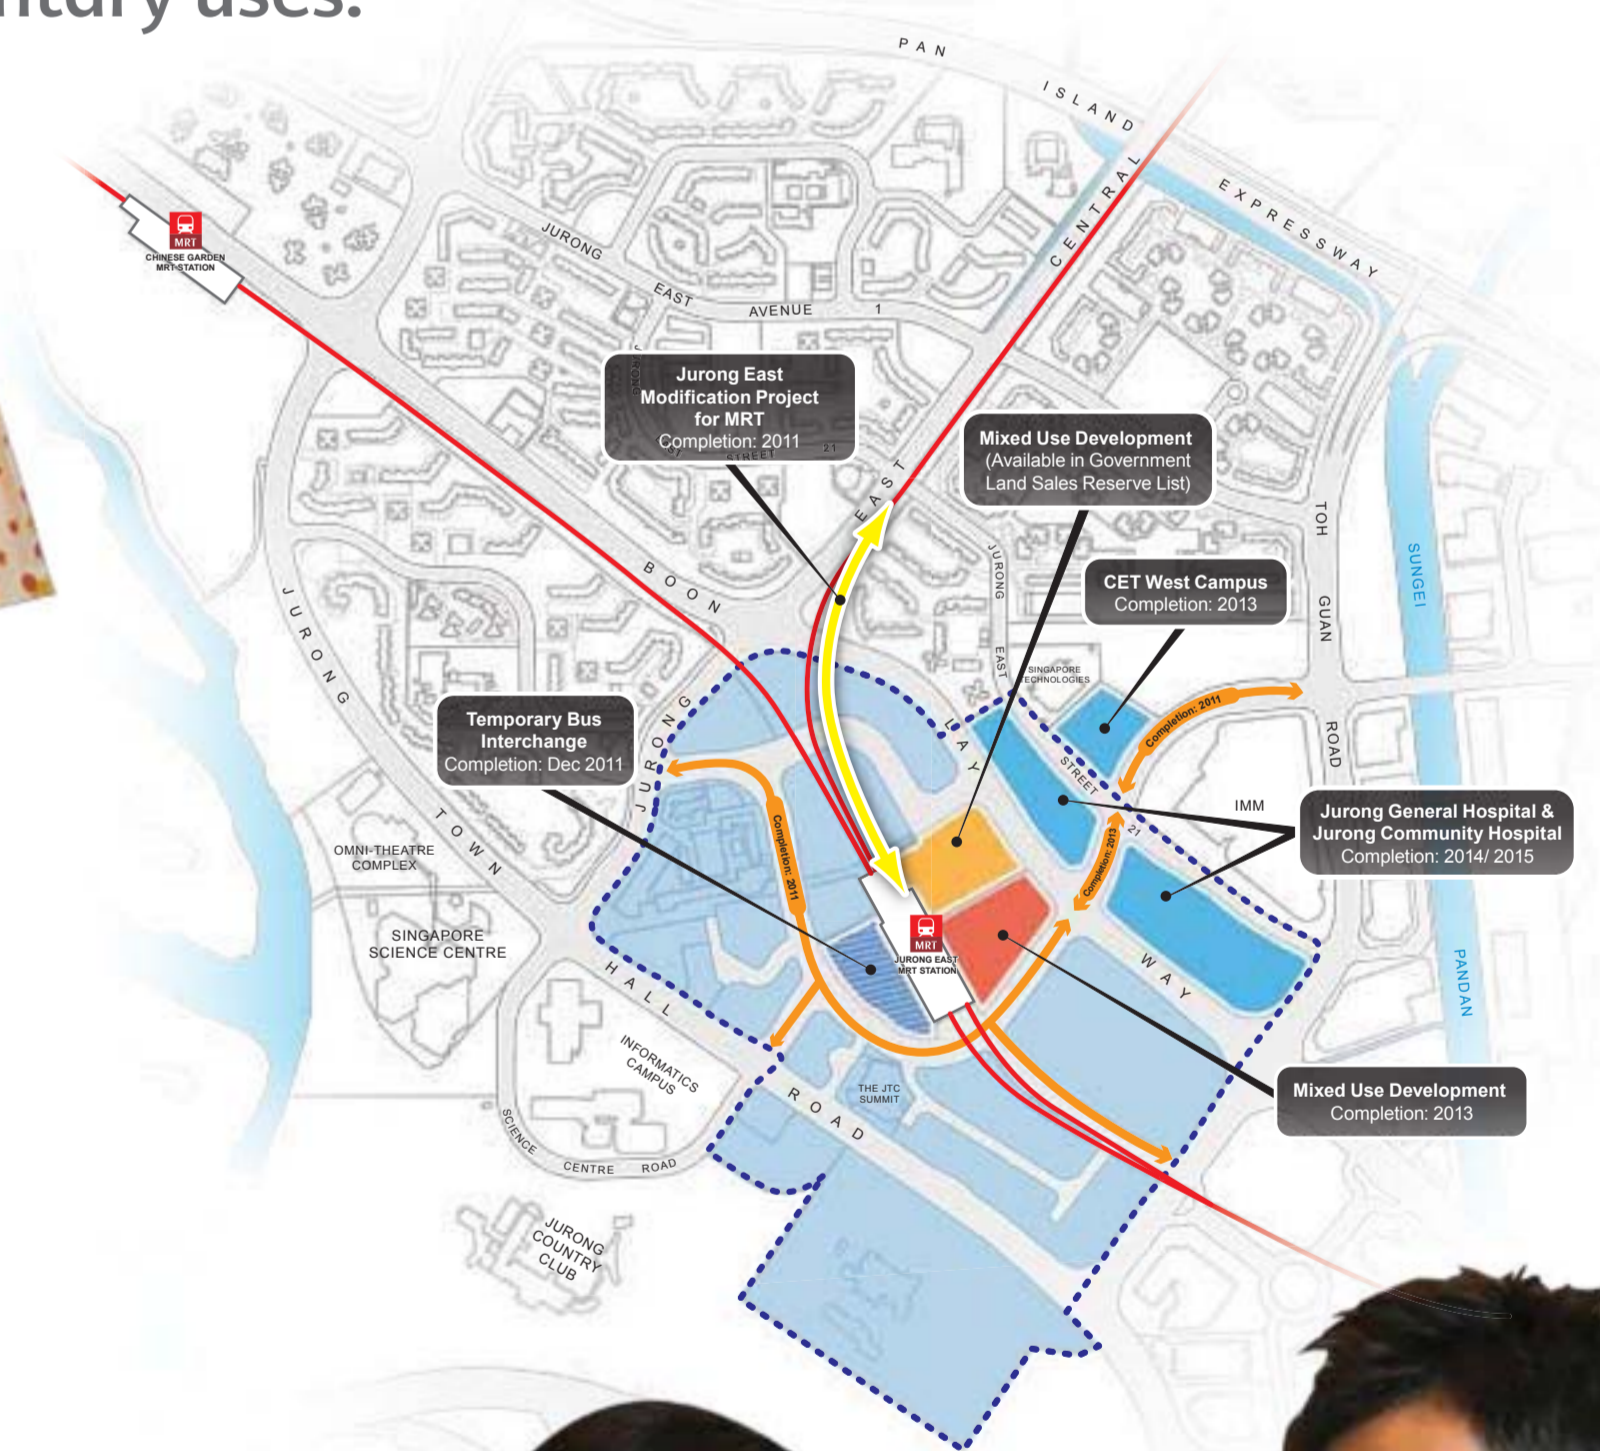 ntary uses.
PAN ISLAND EXPRESSWAY
CENTRAL
MRT
CHINESE GARDEN
MRT STATION
JURONG EAST AVENUE 1
Jurong East
Modification Project
for MRT
Completion: 2011
STREET 21
Mixed Use Development
(Available in Government
Land Sales Reserve List)
EAST
TOH GUAN ROAD
SUNGEI PANDAN
BOON LAY WAY
JURONG EAST STREET 21
CET West Campus
Completion: 2013
SINGAPORE
TECHNOLOGIES
JURONG TOWN HALL ROAD
JURONG
Temporary Bus
Interchange
Completion: Dec 2011
Completion: 2011
Completion: 2011
Completion: 2013
IMM
Jurong General Hospital &
Jurong Community Hospital
Completion: 2014/ 2015
OMNI-THEATRE
COMPLEX
SINGAPORE
SCIENCE CENTRE
MRT
JURONG EAST
MRT STATION
INFORMATICS
CAMPUS
THE JTC
SUMMIT
Mixed Use Development
Completion: 2013
SCIENCE CENTRE ROAD
JURONG
COUNTRY
CLUB